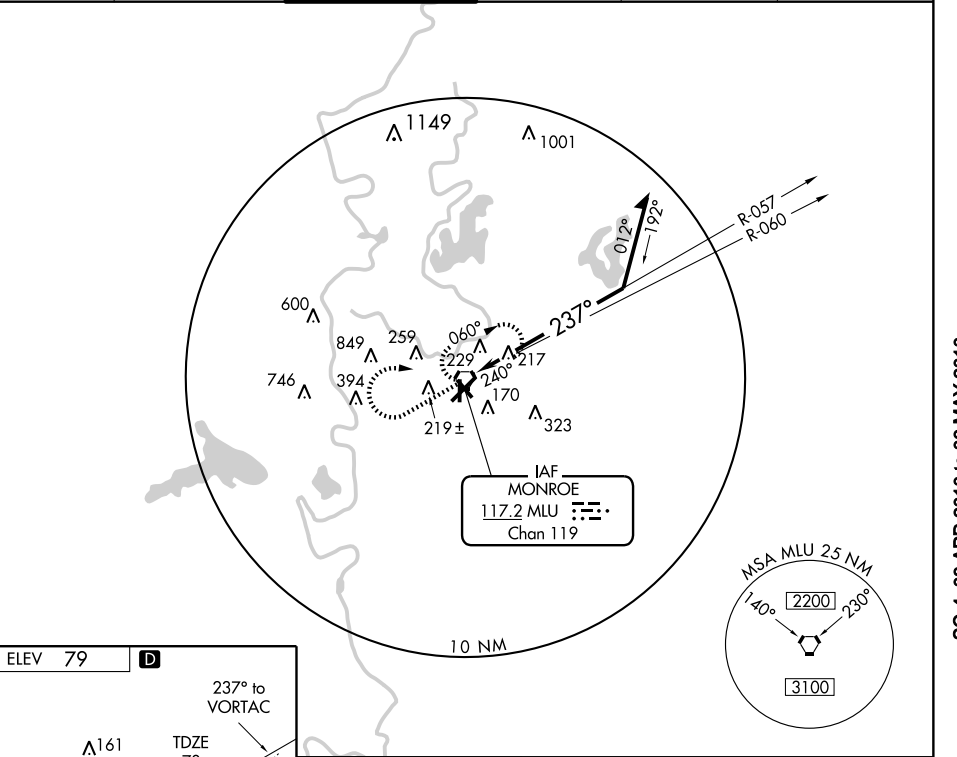 1149
1001
R-057
R-060
012°
192°
237°
600
849
259
060°
229
217
240°
746
394
170
219±
323
IAF
MONROE
117.2 MLU
Chan 119
MSA MLU 25 NM
140°
2200
230°
3100
10 NM
ELEV 79
D
237° to
VORTAC
161
TDZE